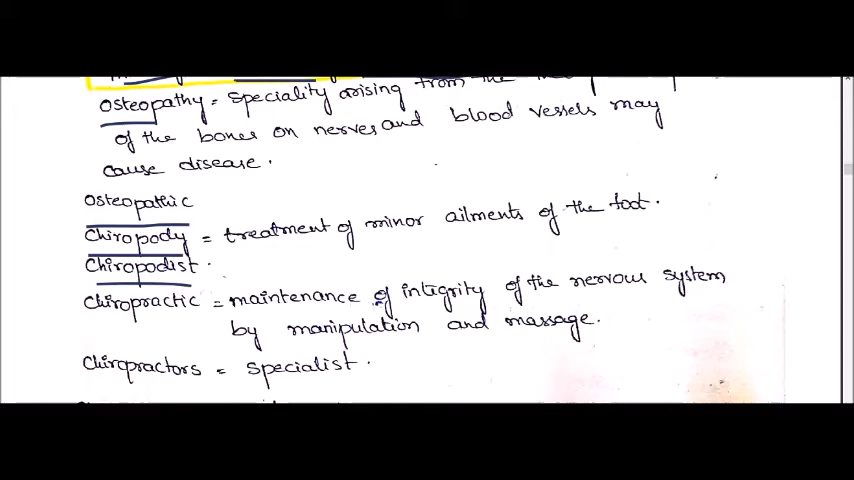 Osteopathy = speciality arising from the
of the bones on nerves and blood vessels may
cause disease.
Osteopathic
Chiropody = treatment of minor ailments of the foot.
Chiropodist.
Chiropractic = maintenance of integrity of the nervous system
by manipulation and massage.
Chiropractors = specialist.